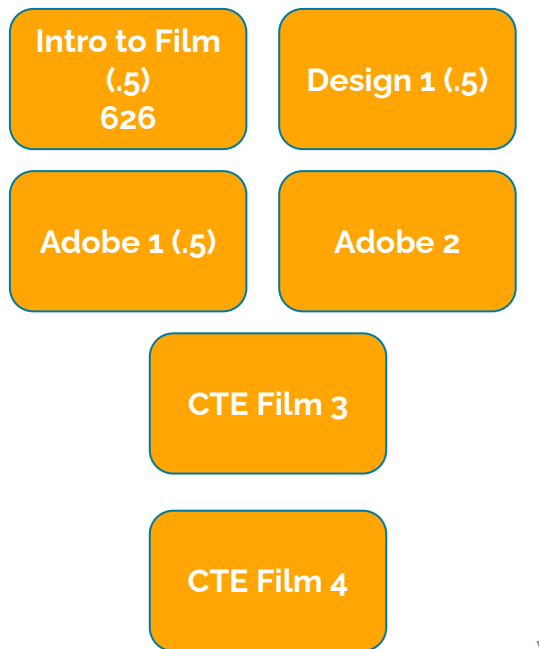 Intro to Film
(.5)
626
Design 1 (.5)
Adobe 1 (.5)
Adobe 2
CTE Film 3
CTE Film 4